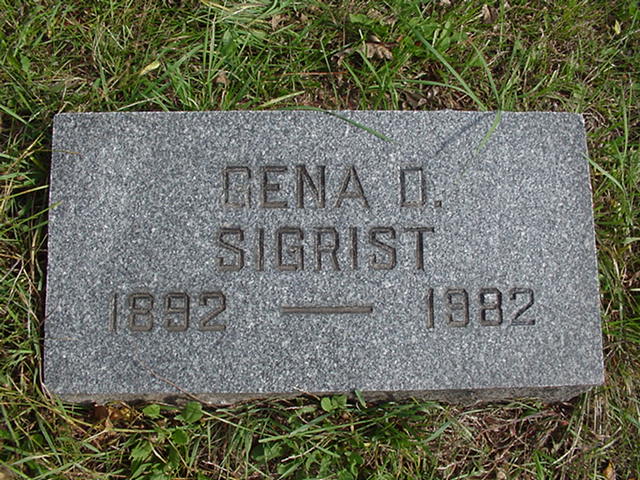 DENA D.
SIGRIST
1892 — 1982